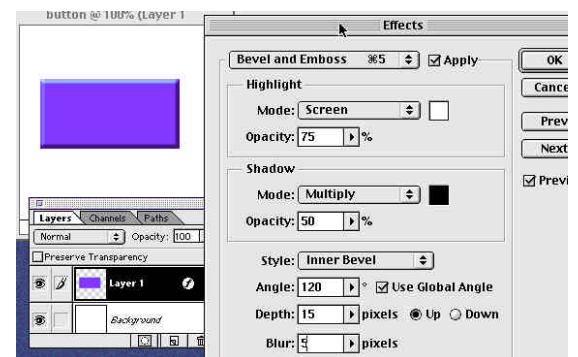 button @ 100% (Layer 1
Effects
Bevel and Emboss ⌘5
Apply
OK
Cance
Prev
Next
Previ
Highlight
Mode: Screen
Opacity: 75 %
Shadow
Mode: Multiply
Opacity: 50 %
Style: Inner Bevel
Angle: 120 ° Use Global Angle
Depth: 15 pixels Up Down
Blur: 5 pixels
Layers Channels Paths
Normal Opacity: 100
Preserve Transparency
Layer 1
Background